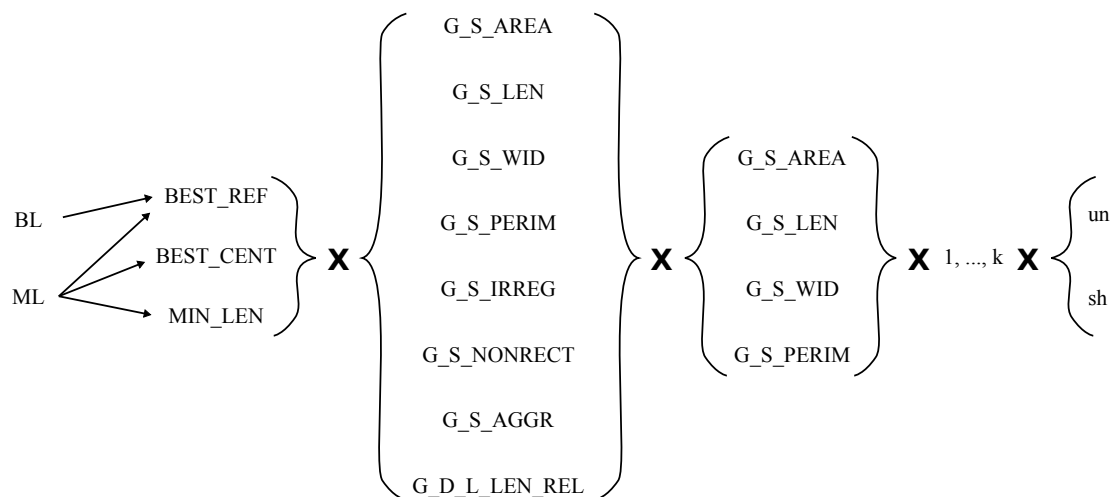 BL
ML
BEST_REF
BEST_CENT
MIN_LEN
X
G_S_AREA
G_S_LEN
G_S_WID
G_S_PERIM
G_S_IRREG
G_S_NONRECT
G_S_AGGR
G_D_L_LEN_REL
X
G_S_AREA
G_S_LEN
G_S_WID
G_S_PERIM
X
1, ..., k
X
un
sh